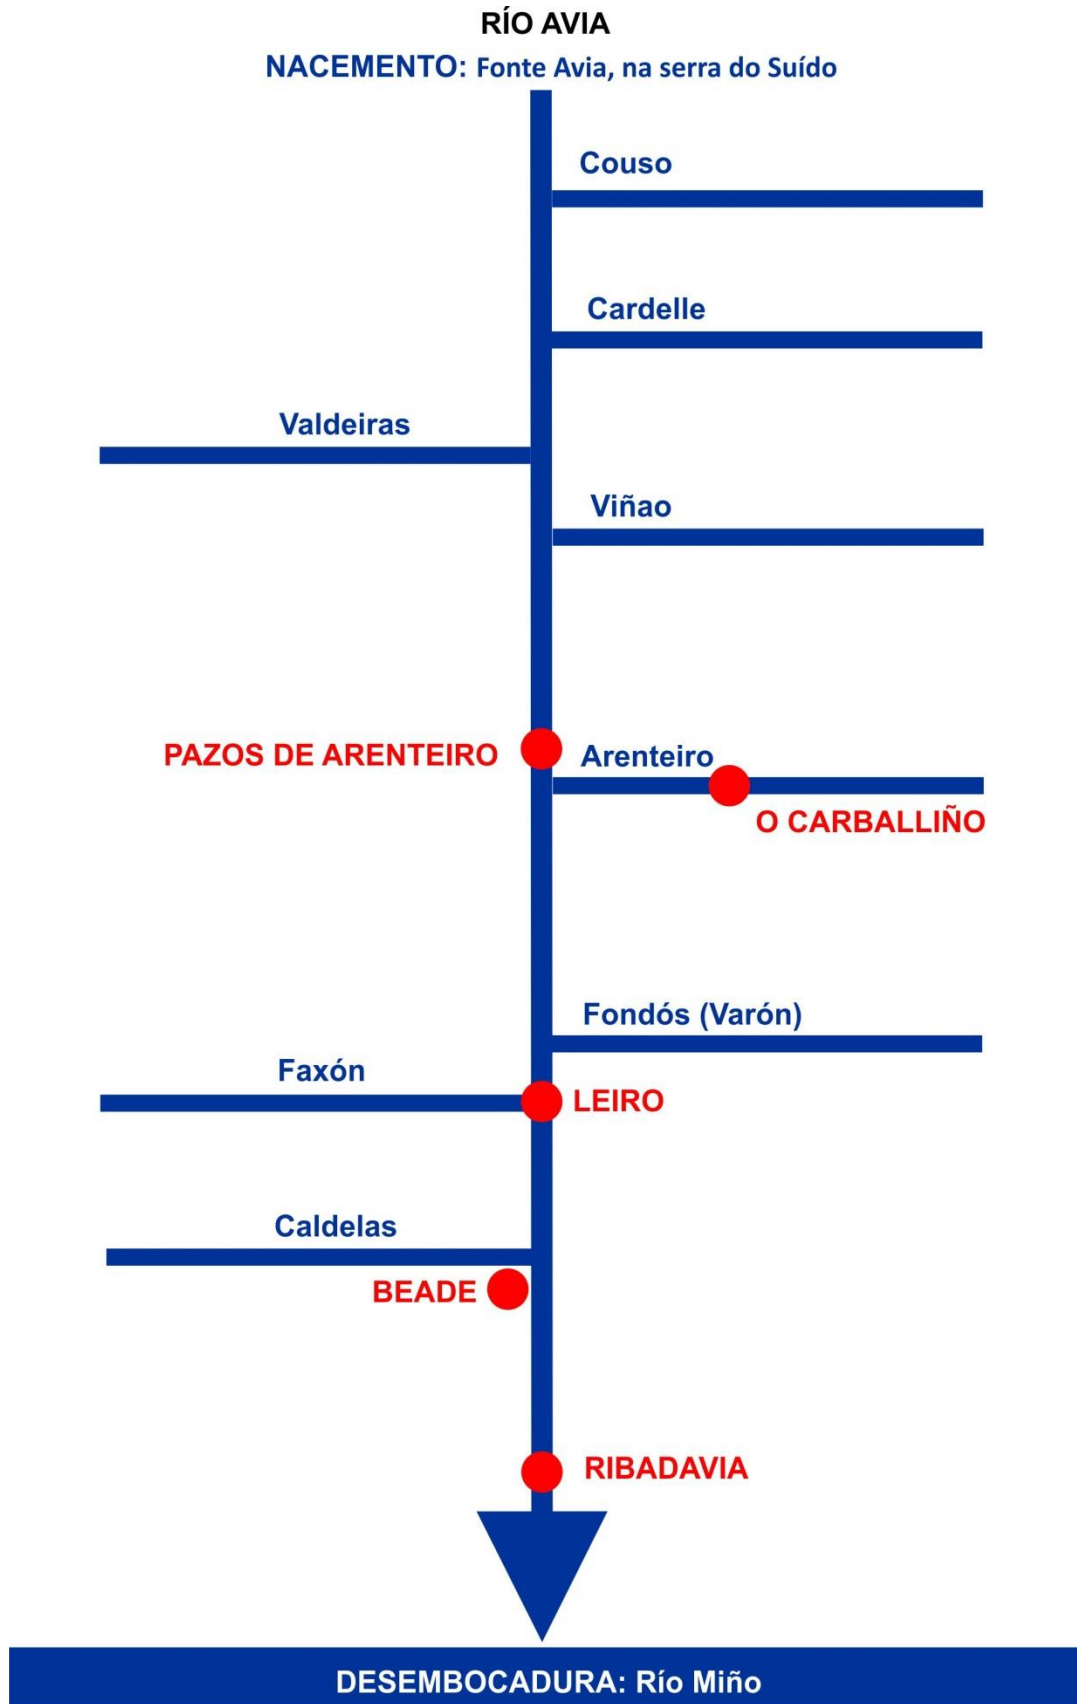 RÍO AVIA
NACEMENTO: Fonte Avia, na serra do Suído
Couso
Cardelle
Valdeiras
Viñao
PAZOS DE ARENTEIRO
Arenteiro
O CARBALLIÑO
Fondós (Varón)
Faxón
LEIRO
Caldelas
BEADE
RIBADAVIA
DESEMBOCADURA: Río Miño